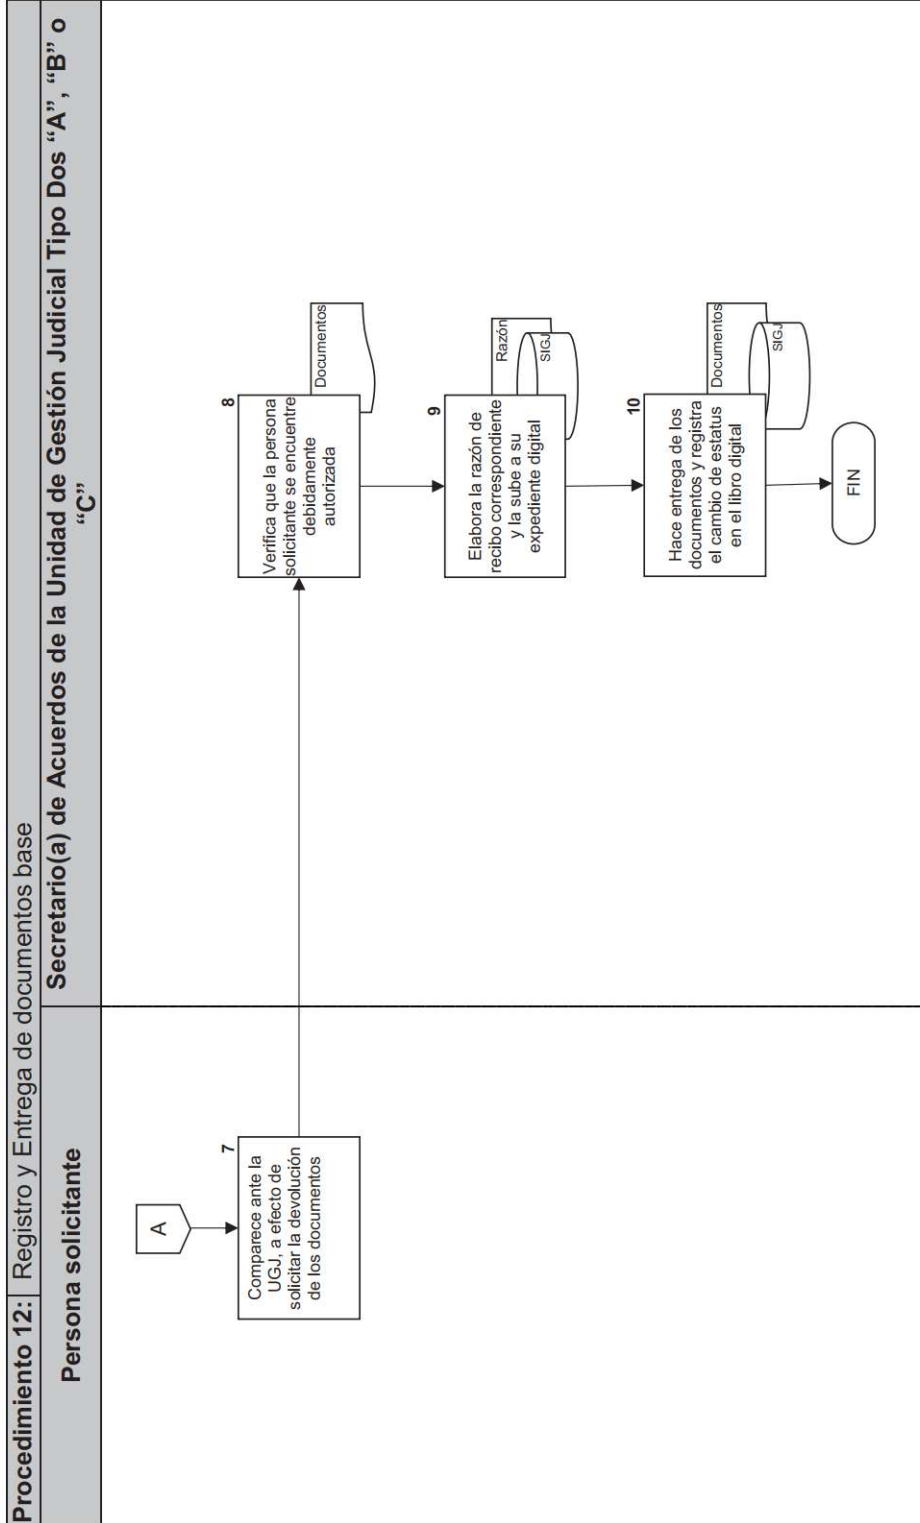 Procedimiento 12: Registro y Entrega de documentos base
Persona solicitante
Secretario(a) de Acuerdos de la Unidad de Gestión Judicial Tipo Dos “A”, “B” o
“C”
A
7
Comparece ante la
UGJ, a efecto de
solicitar la devolución
de los documentos
8
Verifica que la persona
solicitante se encuentre
debidamente
autorizada
Documentos
9
Elabora la razón de
recibo correspondiente
y la sube a su
expediente digital
Razón
SIGJ
10
Hace entrega de los
documentos y registra
el cambio de estatus
en el libro digital
Documentos
SIGJ
FIN